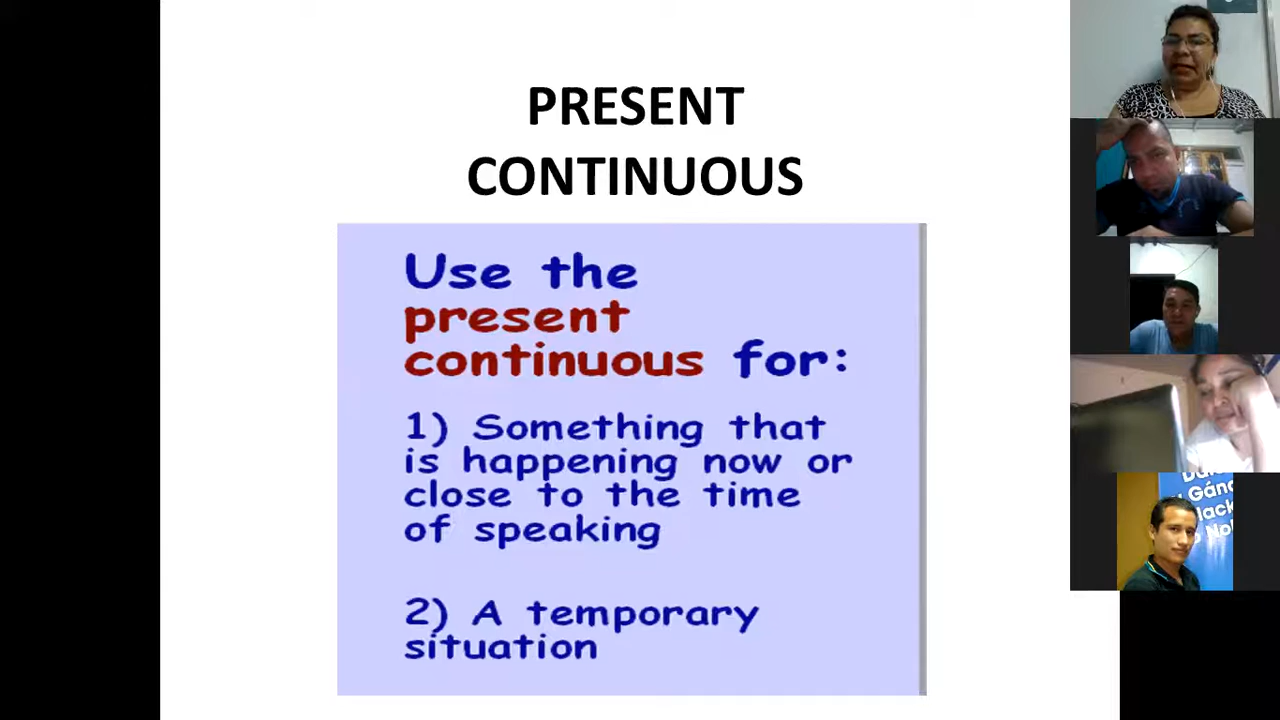 PRESENT
CONTINUOUS
Use the
present
continuous for:
1) Something that
is happening now or
close to the time
of speaking
2) A temporary
situation